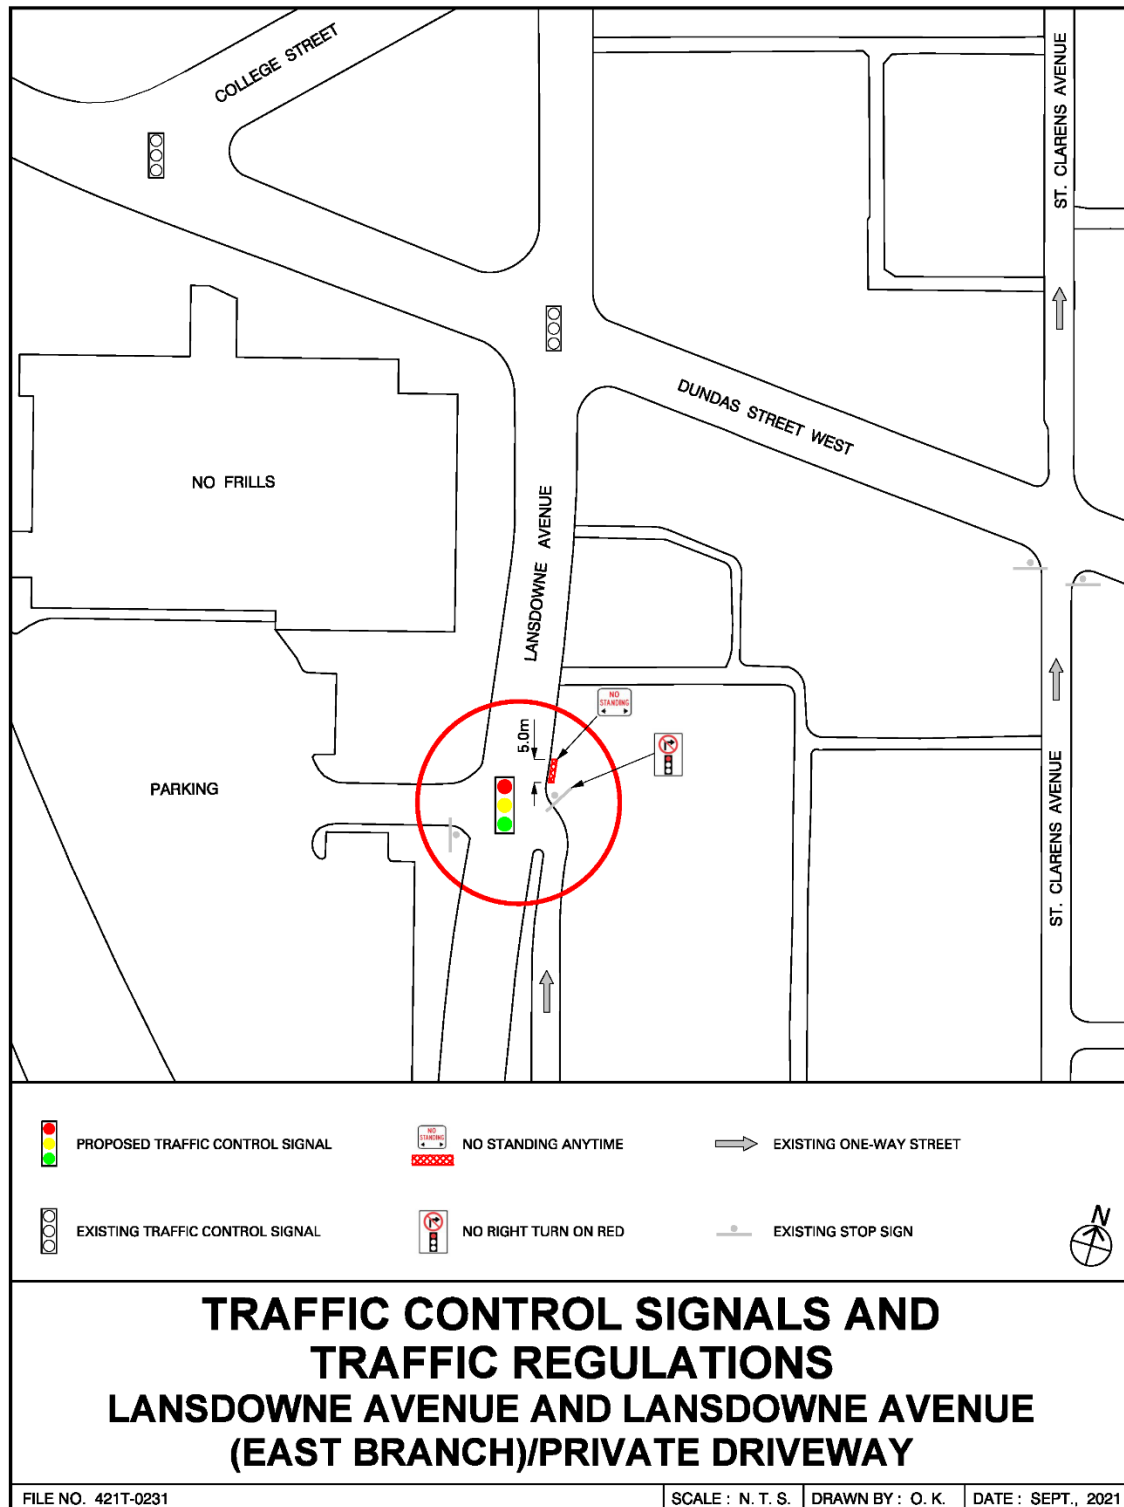 COLLEGE STREET
ST. CLARENS AVENUE
DUNDAS STREET WEST
NO FRILLS
LANSDOWNE AVENUE
NO
STANDING
5.0m
PARKING
ST. CLARENS AVENUE
PROPOSED TRAFFIC CONTROL SIGNAL
NO
STANDING
NO STANDING ANYTIME
EXISTING ONE-WAY STREET
EXISTING TRAFFIC CONTROL SIGNAL
NO RIGHT TURN ON RED
EXISTING STOP SIGN
N
TRAFFIC CONTROL SIGNALS AND
TRAFFIC REGULATIONS
LANSDOWNE AVENUE AND LANSDOWNE AVENUE
(EAST BRANCH)/PRIVATE DRIVEWAY
FILE NO. 421T-0231
SCALE : N. T. S.
DRAWN BY : O. K.
DATE : SEPT., 2021